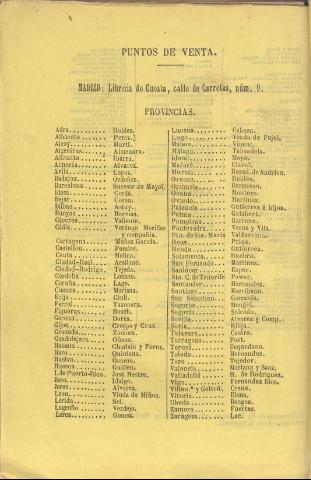 PUNTOS DE VENTA.
MADRID: Librería de Cuesta, calle de Carretas, núm. 9.
PROVINCIAS.
Adra........ Robles.
Albacete...... Perez.
Alcoy....... Martí.
Algeciras..... Almenara.
Alicante...... Ibarra.
Almería...... Alvarez.
Avila....... Lopez.
Badajoz...... Ordoñez.
Barcelona..... Sucesor de Mayol.
Idem....... Cerdá.
Bejar....... Coron.
Bilbao....... Astuy.
Burgos...... Hervias.
Cáceres...... Valiente.
Cádiz....... Verdugo Morillas
y compañía.
Cartagena..... Muñoz García.
Castellon..... Perales.
Ceuta....... Molina.
Ciudad-Real.... Arellano.
Ciudad-Rodrigo... Tejeda.
Córdoba...... Lozano.
Coruña...... Lago.
Cuenca...... Mariana.
Ecija....... Giuli.
Ferrol....... Taxonera.
Figueras..... Bosch.
Gerona...... Dorca.
Gijon....... Crespo y Cruz.
Granada...... Zamora.
Guadalajara.... Oñana.
Habana...... Charlain y Fernz.
Haro....... Quintana.
Huelva...... Osorno.
Huesca...... Guillen.
I. de Puerto-Rico.. José Mestre.
Jaen....... Idalgo.
Jerez....... Alvarez.
Leon....... Viuda de Miñon.
Lérida...... Sol.
Logroño..... Verdejo.
Lorca....... Gomez.
Lucena...... Cabeza.
Lugo....... Viuda de Pujol.
Mahon...... Vinent.
Málaga...... Taboadela.
Idem....... Moya.
Mataró...... Clavel.
Murcia...... Hered. de Andrion.
Orense...... Robles.
Orihuela..... Berruezo.
Osuna...... Montero.
Oviedo...... Martinez.
Palencia..... Gutierrez é hijos.
Palma...... Gelabert.
Pamplona..... Barrena.
Pontevedra.... Verea y Vila.
Pto. de Sta. María. Valderrama.
Reus....... Prius.
Ronda...... Gutierrez.
Salamanca.... Huebra.
San Fernando... Martinez.
Sanlúcar..... Esper.
Sta. C. de Tenerife. Power.
Santander.... Hernandez.
Santiago..... Escribano.
San Sebastian... Garralda.
Segorbe..... Mengol.
Segovia..... Salcedo.
Sevilla...... Alvarez y Comp.
Soria....... Rioja.
Talavera..... Castro.
Tarragona.... Font.
Teruel...... Baquedano.
Toledo...... Hernandez.
Toro....... Tejedor.
Valencia..... Mariana y Sanz.
Valladolid.... H. de Rodriguez.
Vigo....... Fernandez Dios.
Villan.ª y Geltrú.. Creus.
Vitoria...... Illana.
Ubeda...... Bengoa.
Zamora..... Fuertes.
Zaragoza.... Lac.